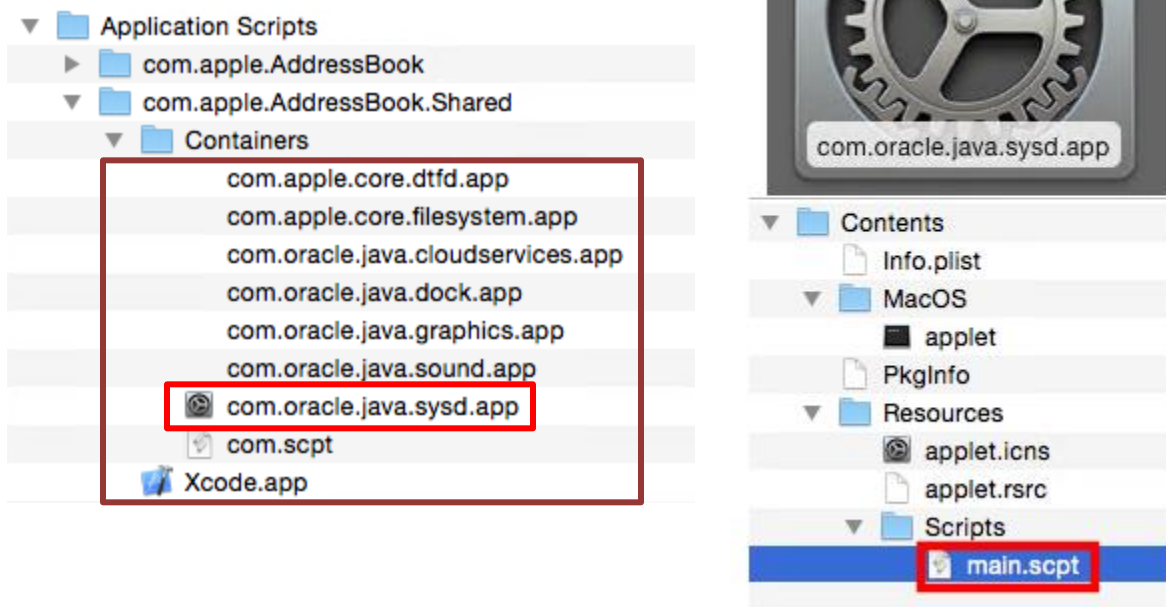 Application Scripts
com.apple.AddressBook
com.apple.AddressBook.Shared
Containers
com.apple.core.dtfd.app
com.apple.core.filesystem.app
com.oracle.java.cloudservices.app
com.oracle.java.dock.app
com.oracle.java.graphics.app
com.oracle.java.sound.app
com.oracle.java.sysd.app
com.scpt
Xcode.app
com.oracle.java.sysd.app
Contents
Info.plist
MacOS
applet
PkgInfo
Resources
applet.icns
applet.rsrc
Scripts
main.scpt